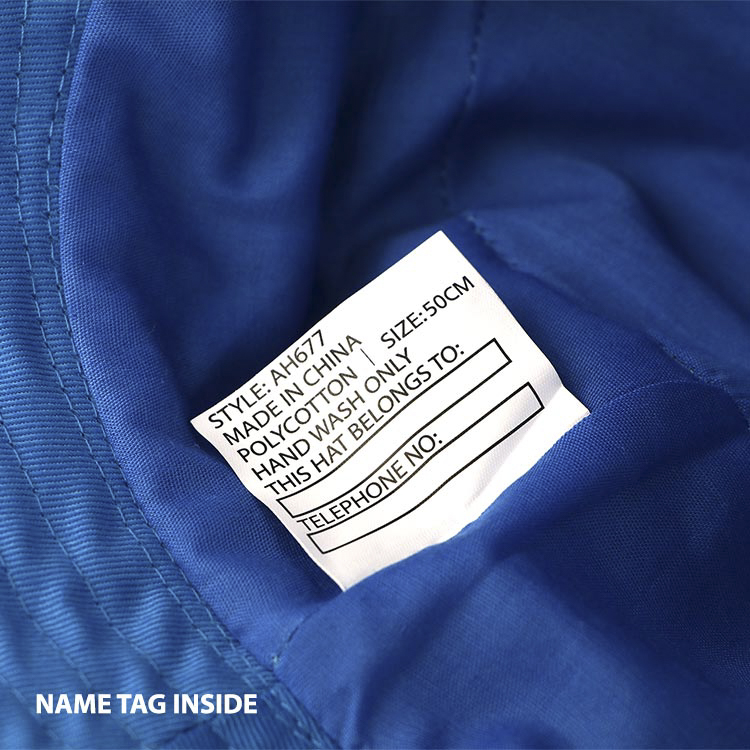 STYLE: AH677
MADE IN CHINA
POLYCOTTON | SIZE:50CM
HAND WASH ONLY
THIS HAT BELONGS TO:
TELEPHONE NO:
NAME TAG INSIDE